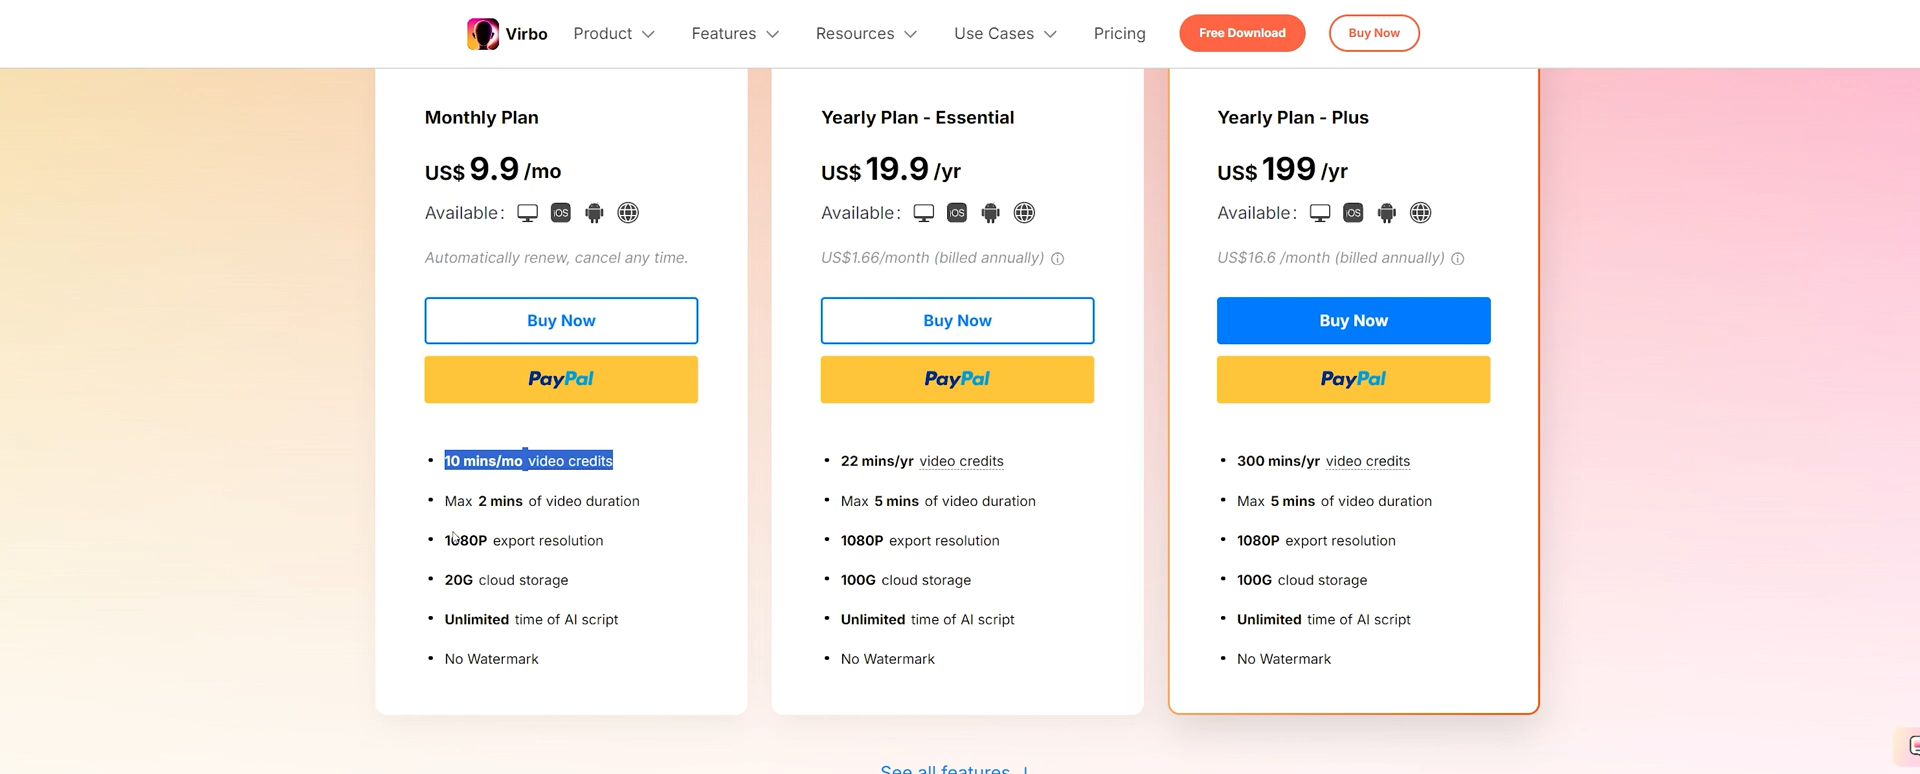 Virbo Product Features Resources Use Cases Pricing Free Download Buy Now
Monthly Plan
US$ 9.9 /mo
Available:
iOS
Automatically renew, cancel any time.
Buy Now
PayPal
10 mins/mo video credits
Max 2 mins of video duration
1080P export resolution
20G cloud storage
Unlimited time of AI script
No Watermark
Yearly Plan - Essential
US$ 19.9 /yr
Available:
iOS
US$1.66/month (billed annually)
Buy Now
PayPal
22 mins/yr video credits
Max 5 mins of video duration
1080P export resolution
100G cloud storage
Unlimited time of AI script
No Watermark
Yearly Plan - Plus
US$ 199 /yr
Available:
iOS
US$16.6 /month (billed annually)
Buy Now
PayPal
300 mins/yr video credits
Max 5 mins of video duration
1080P export resolution
100G cloud storage
Unlimited time of AI script
No Watermark
See all features